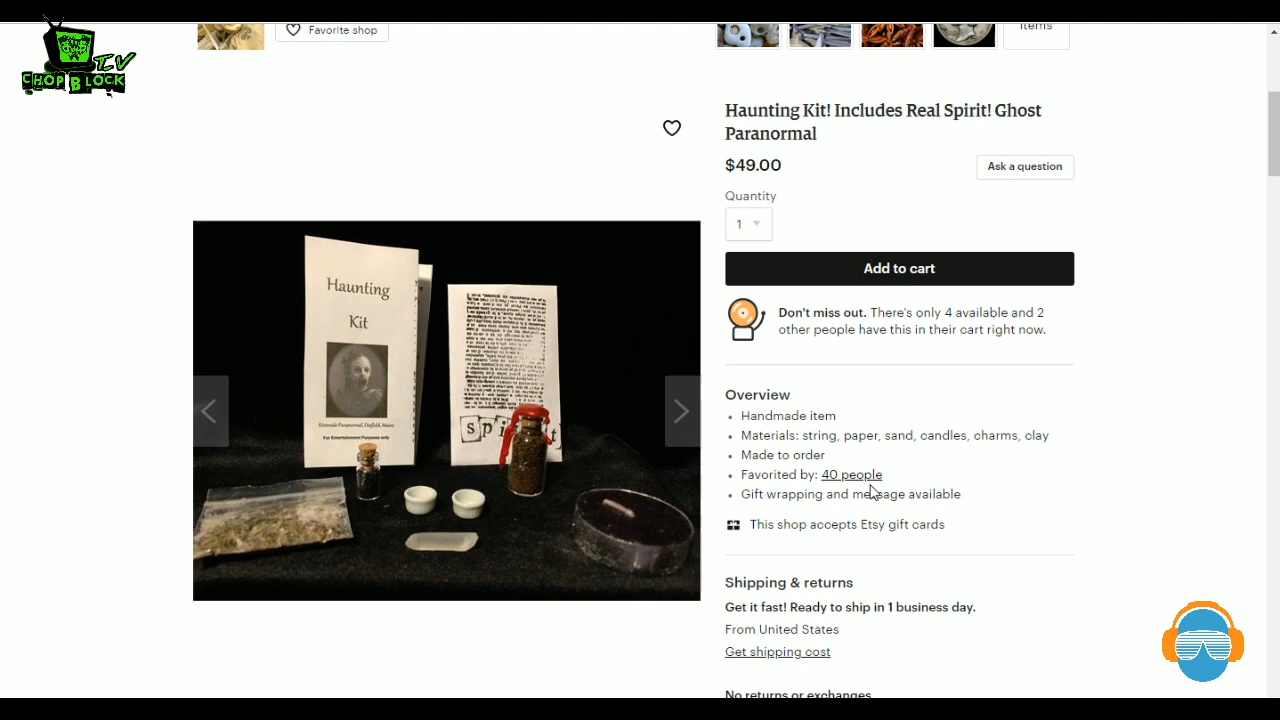 CHOP BLOCK
TV
Favorite shop
items
Haunting Kit! Includes Real Spirit! Ghost
Paranormal
$49.00
Ask a question
Quantity
1
Add to cart
Don't miss out. There's only 4 available and 2
other people have this in their cart right now.
Overview
Handmade item
Materials: string, paper, sand, candles, charms, clay
Made to order
Favorited by: 40 people
Gift wrapping and message available
This shop accepts Etsy gift cards
Shipping & returns
Get it fast! Ready to ship in 1 business day.
From United States
Get shipping cost
No returns or exchanges
Haunting
Kit
Riverside Paranormal, Dixfield, Maine
For Entertainment Purposes only